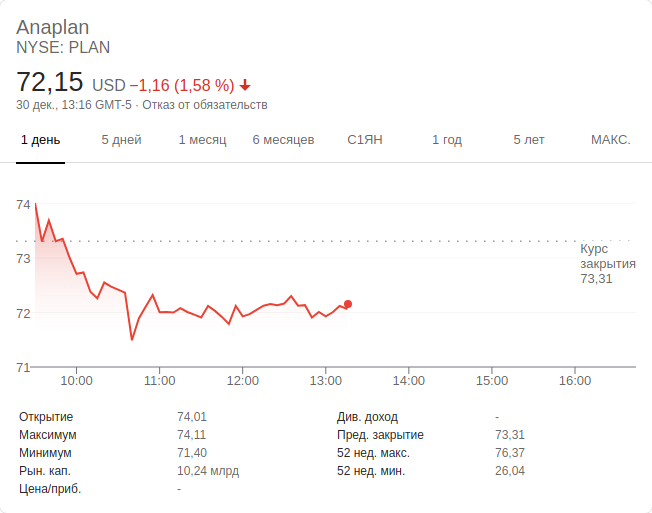 Anaplan
NYSE: PLAN
72,15 USD −1,16 (1,58 %)
30 дек., 13:16 GMT-5 · Отказ от обязательств
1 день 5 дней 1 месяц 6 месяцев С1ЯН 1 год 5 лет МАКС.
74
73
72
71
Курс
закрытия
73,31
10:00 11:00 12:00 13:00 14:00 15:00 16:00
Открытие 74,01 Див. доход -
Максимум 74,11 Пред. закрытие 73,31
Минимум 71,40 52 нед. макс. 76,37
Рын. кап. 10,24 млрд 52 нед. мин. 26,04
Цена/приб. -